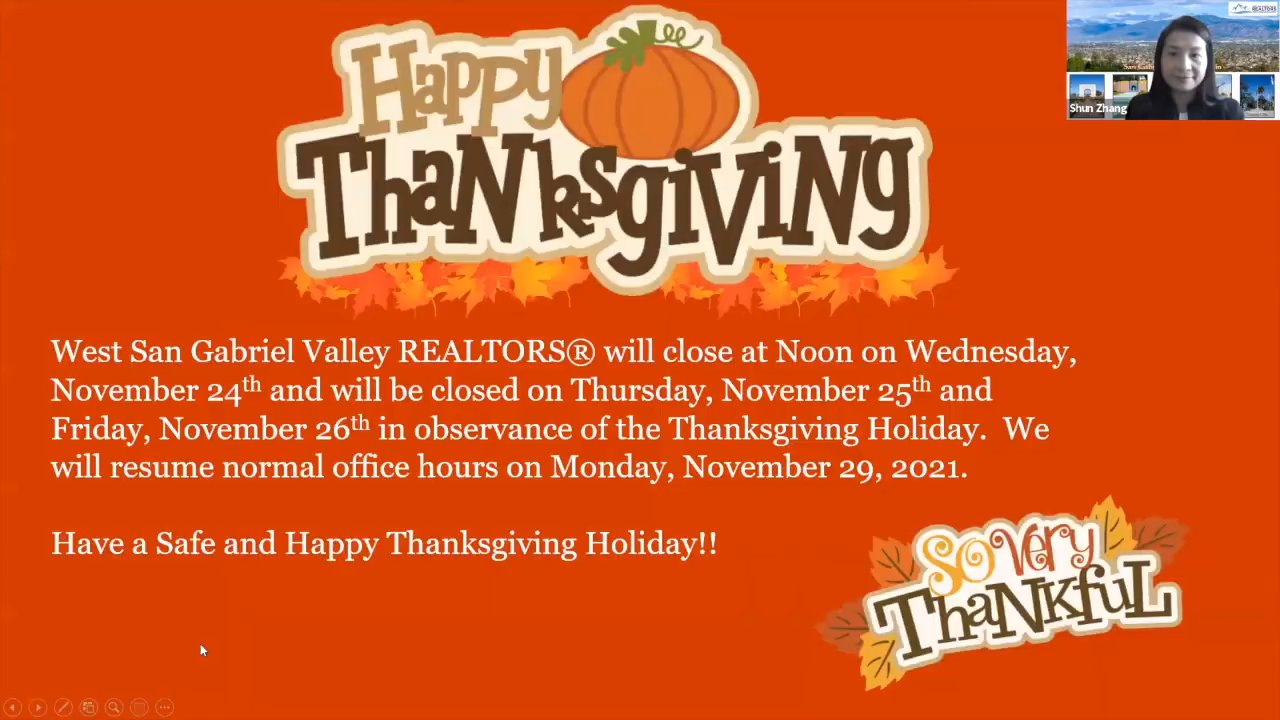 Happy
Thanksgiving
REALTORS
Shun Zhang
West San Gabriel Valley REALTORS® will close at Noon on Wednesday,
November 24th and will be closed on Thursday, November 25th and
Friday, November 26th in observance of the Thanksgiving Holiday. We
will resume normal office hours on Monday, November 29, 2021.
Have a Safe and Happy Thanksgiving Holiday!!
So Very
Thankful